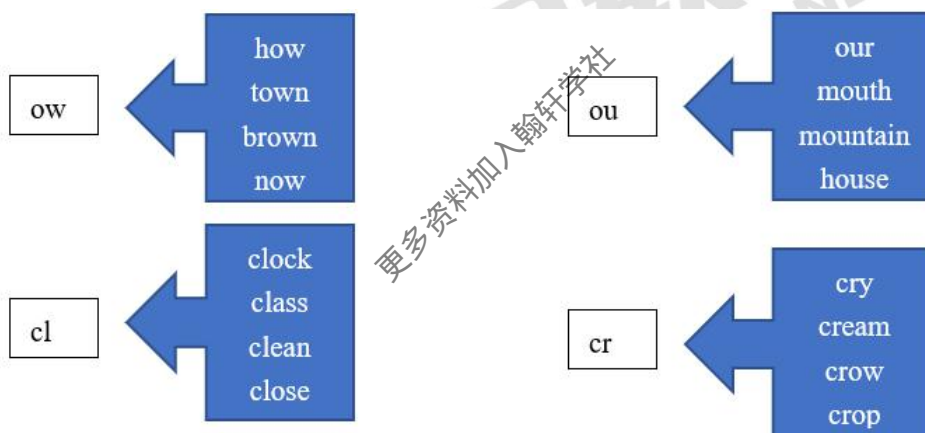 ow
how
town
brown
now
ou
our
mouth
mountain
house
更多资料加入翰轩学社
cl
clock
class
clean
close
cr
cry
cream
crow
crop